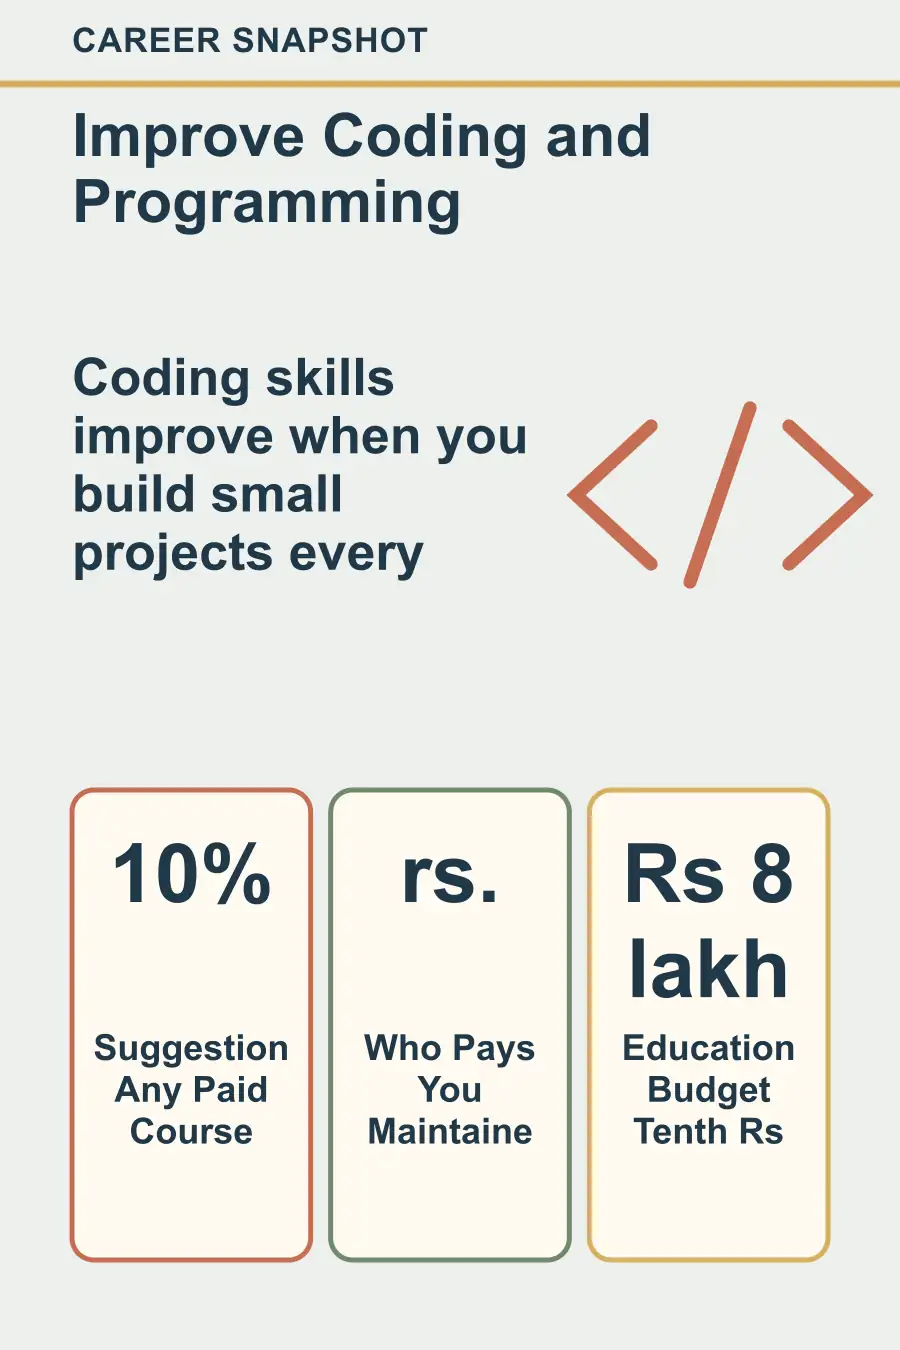 CAREER SNAPSHOT
Improve Coding and
Programming
Coding skills
improve when you
build small
projects every
10%
Suggestion
Any Paid
Course
rs.
Who Pays
You
Maintaine
Rs 8
lakh
Education
Budget
Tenth Rs